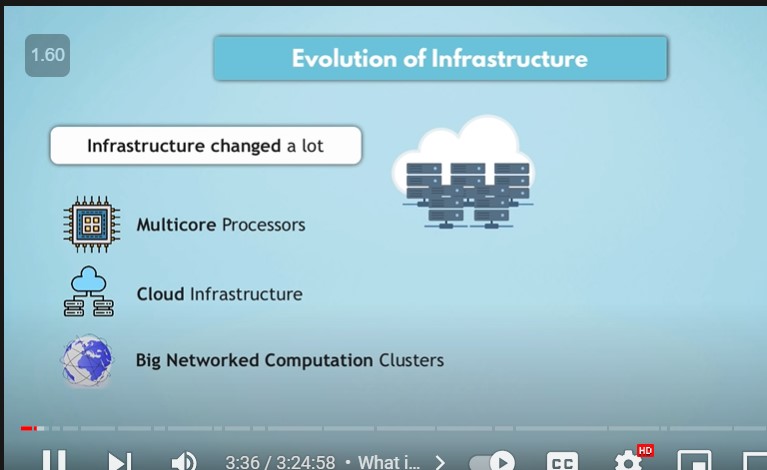 1.60
Evolution of Infrastructure
Infrastructure changed a lot
Multicore Processors
Cloud Infrastructure
Big Networked Computation Clusters
3:36 / 3:24:58 • What i...
CC
HD